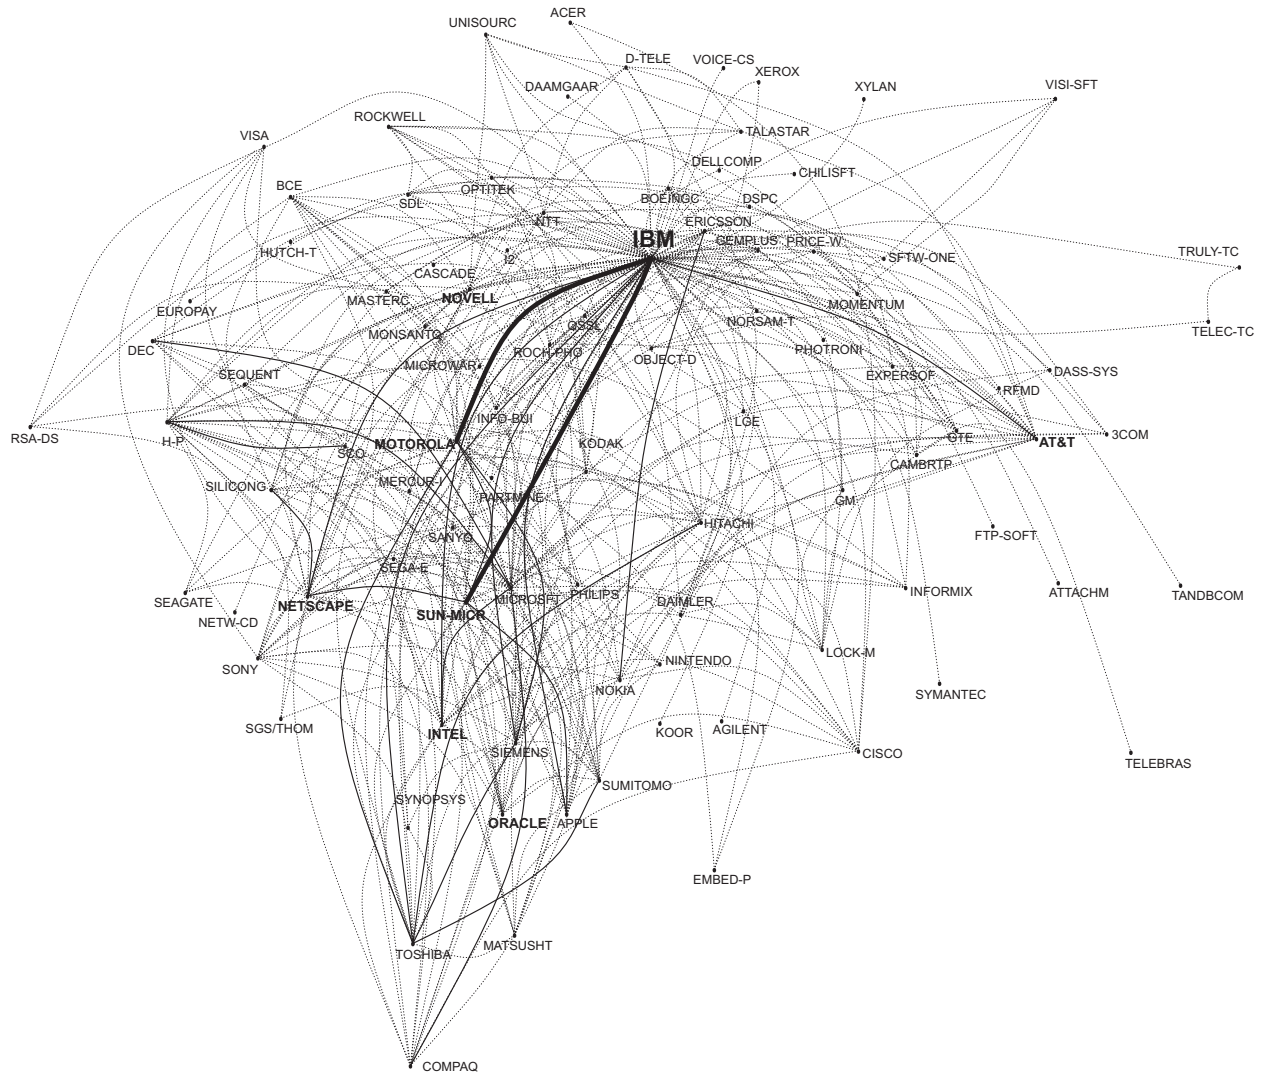 ACER
UNISOURC
D-TELE
VOICE-CS
XEROX
DAAMGAAR
XYLAN
VISI-SFT
ROCKWELL
VISA
TALASTAR
DELLCOMP
CHILISFT
BCE
OPTITEK
SDL
BOEINGC
DSPC
NTT
ERICSSON
IBM
GEMPLUS
PRICE-W
HUTCH-T
I2
SFTW-ONE
TRULY-TC
CASCADE
MASTERC
NOVELL
MOMENTUM
EUROPAY
MONSANTO
QSSL
NORSAM-T
TELEC-TC
DEC
ROCH-PHO
OBJECT-D
PHOTRONI
MICROWAR
SEQUENT
EXPERSOF
DASS-SYS
RFMD
INFO-BUI
LGE
RSA-DS
H-P
SCO
MOTOROLA
KODAK
GTE
AT&T
3COM
CAMBRTP
SILICONG
MERCUR-I
PARTMINE
GM
HITACHI
SANYO
FTP-SOFT
SEGA-E
SEAGATE
NETSCAPE
SUN-MICR
MICROSFT
PHILIPS
DAIMLER
INFORMIX
ATTACHM
TANDBCOM
NETW-CD
SONY
NINTENDO
LOCK-M
NOKIA
SYMANTEC
SGS/THOM
INTEL
KOOR
AGILENT
SIEMENS
CISCO
TELEBRAS
SUMITOMO
SYNOPSYS
ORACLE
APPLE
EMBED-P
TOSHIBA
MATSUSHT
COMPAQ